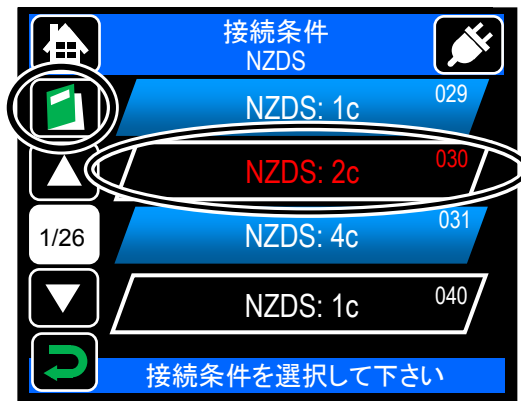 接続条件
NZDS
NZDS: 1c 029
NZDS: 2c 030
1/26
NZDS: 4c 031
NZDS: 1c 040
接続条件を選択して下さい